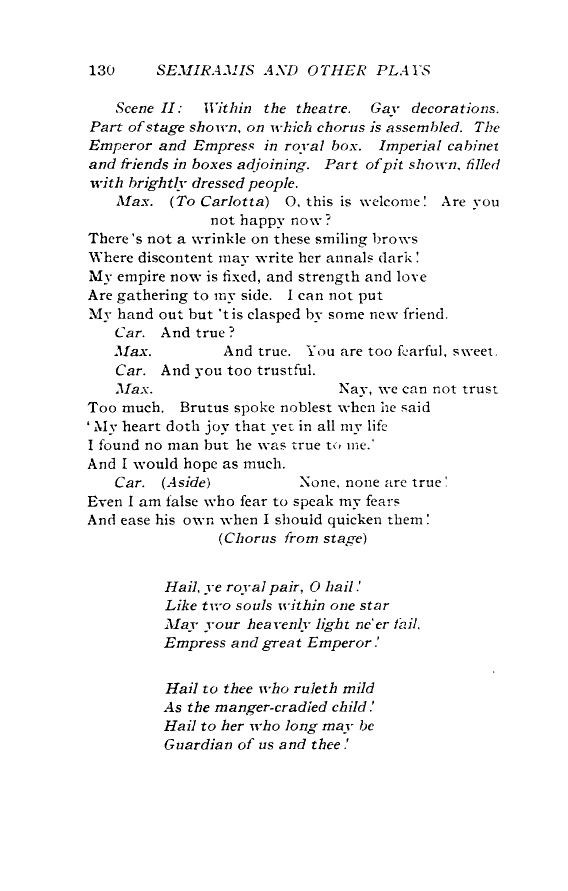 130 SEMIRAMIS AND OTHER PLAYS
Scene II: Within the theatre. Gay decorations.
Part of stage shown, on which chorus is assembled. The
Emperor and Empress in royal box. Imperial cabinet
and friends in boxes adjoining. Part of pit shown, filled
with brightly dressed people.
Max. (To Carlotta) O, this is welcome! Are you
not happy now?
There's not a wrinkle on these smiling brows
Where discontent may write her annals dark!
My empire now is fixed, and strength and love
Are gathering to my side. I can not put
My hand out but 'tis clasped by some new friend.
Car. And true?
Max. And true. You are too fearful, sweet.
Car. And you too trustful.
Max. Nay, we can not trust
Too much. Brutus spoke noblest when he said
'My heart doth joy that yet in all my life
I found no man but he was true to me.'
And I would hope as much.
Car. (Aside) None, none are true!
Even I am false who fear to speak my fears
And ease his own when I should quicken them!
(Chorus from stage)
Hail, ye royal pair, O hail!
Like two souls within one star
May your heavenly light ne'er fail,
Empress and great Emperor!
Hail to thee who ruleth mild
As the manger-cradled child!
Hail to her who long may be
Guardian of us and thee!